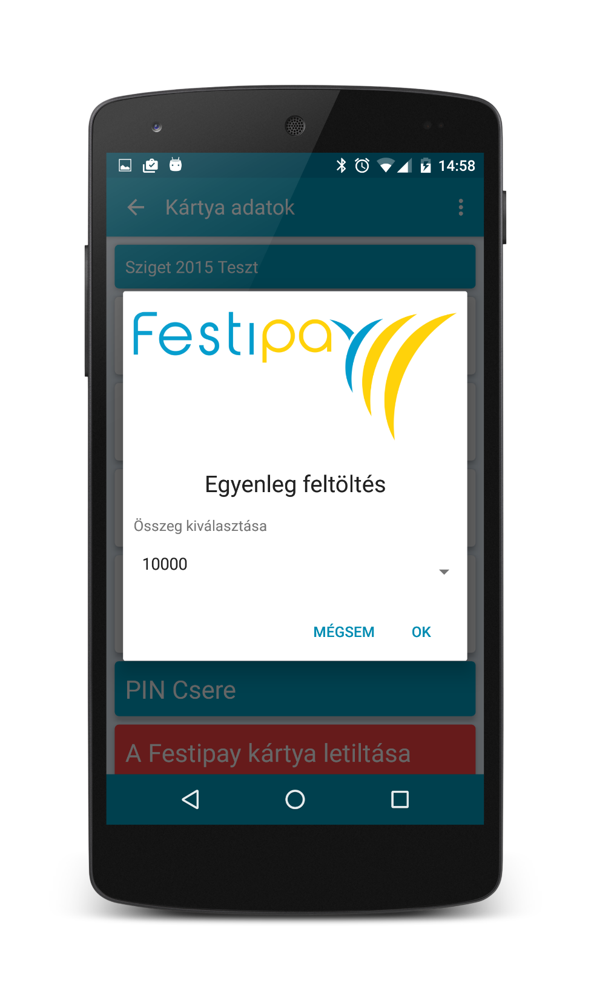 14:58
Kártya adatok
Sziget 2015 Teszt
Festipay
Egyenleg feltöltés
Összeg kiválasztása
10000
MÉGSEM OK
PIN Csere
A Festipay kártya letiltása